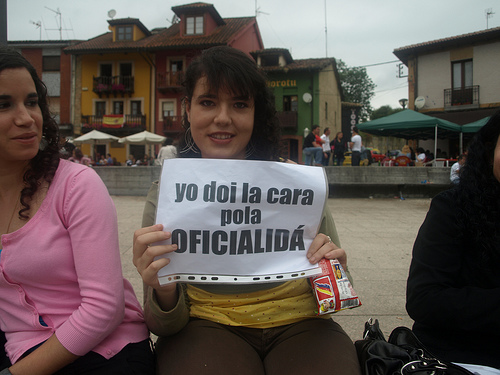 yo doi la cara
pola
OFICIALIDÁ